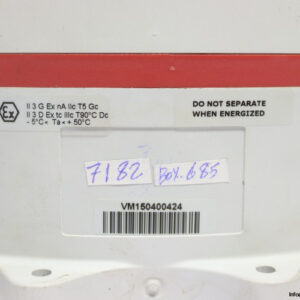 II 3 G Ex nA IIc T5 Gc
II 3 D Ex tc IIIc T90°C Dc
- 5°C< Ta < + 50°C
DO NOT SEPARATE
WHEN ENERGIZED
εx
7182
BOX.685
VM150400424